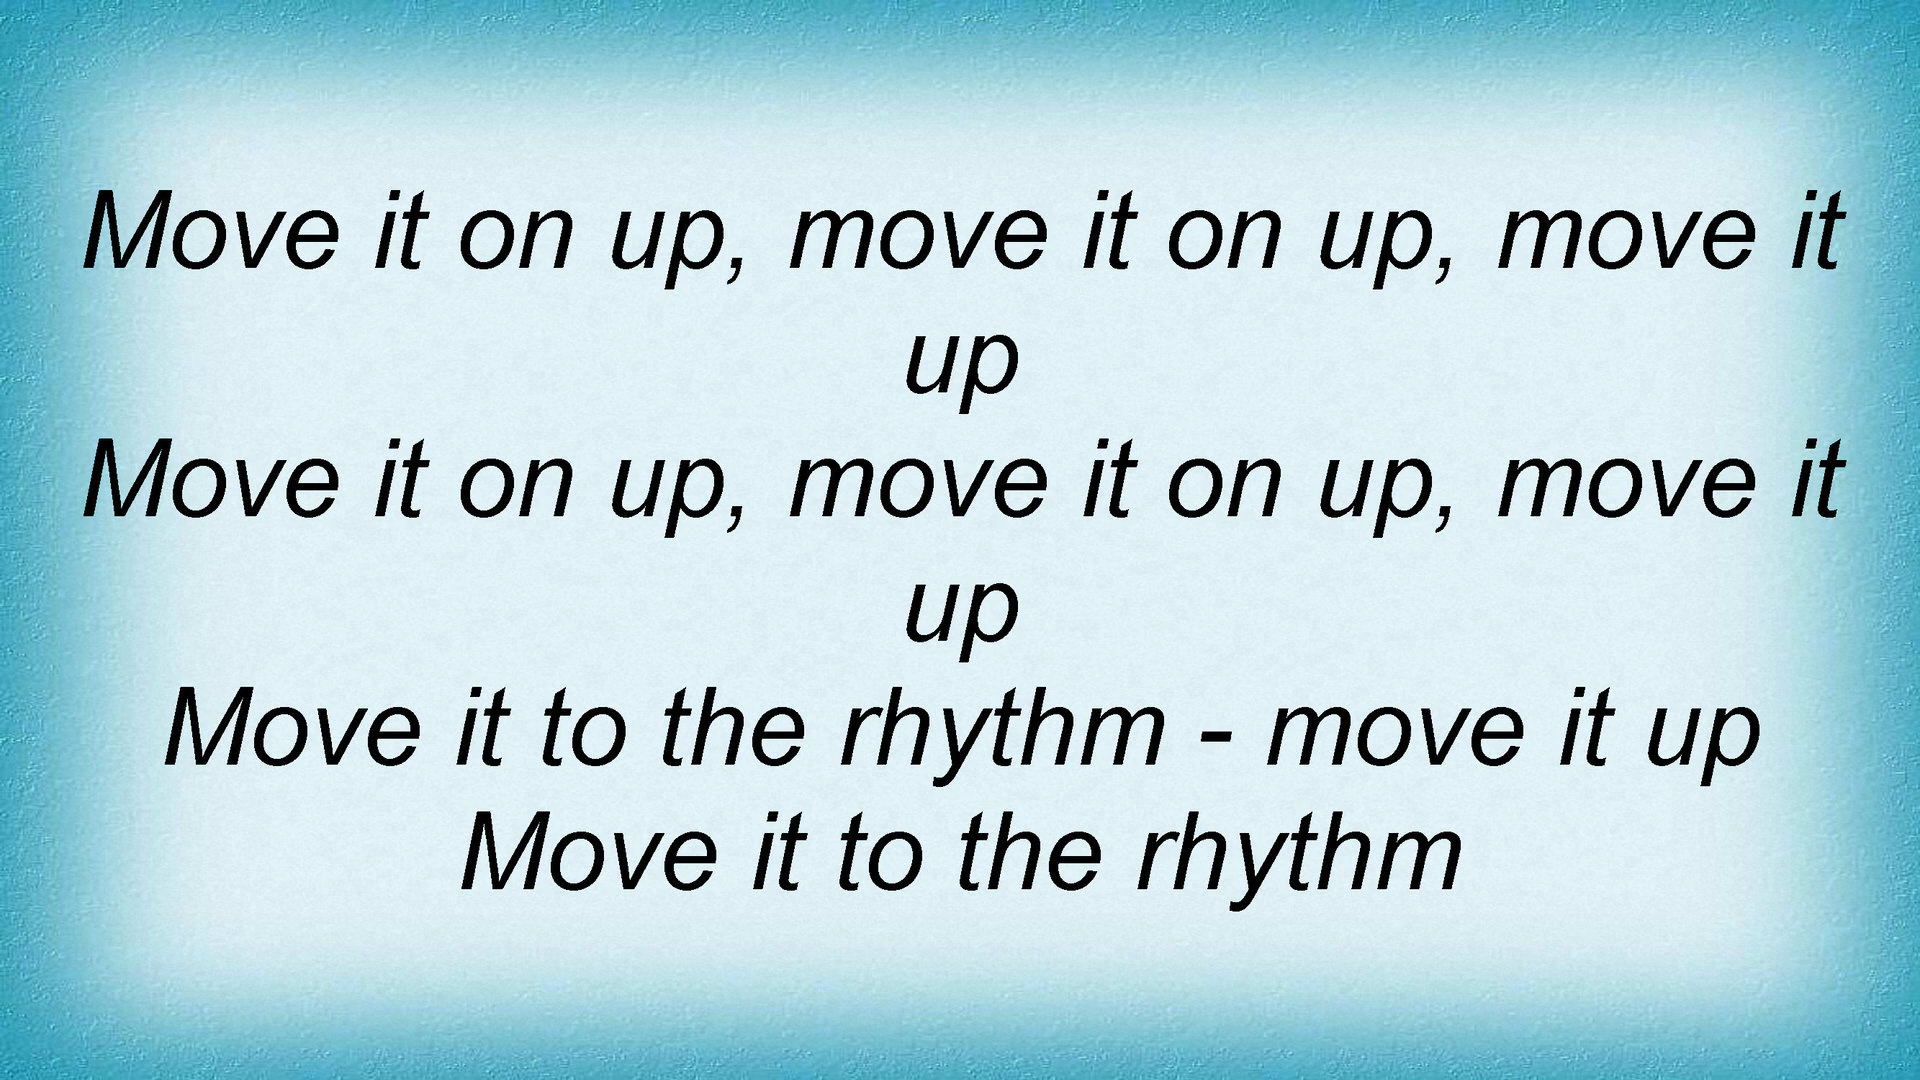 Move it on up, move it on up, move it
up
Move it on up, move it on up, move it
up
Move it to the rhythm - move it up
Move it to the rhythm